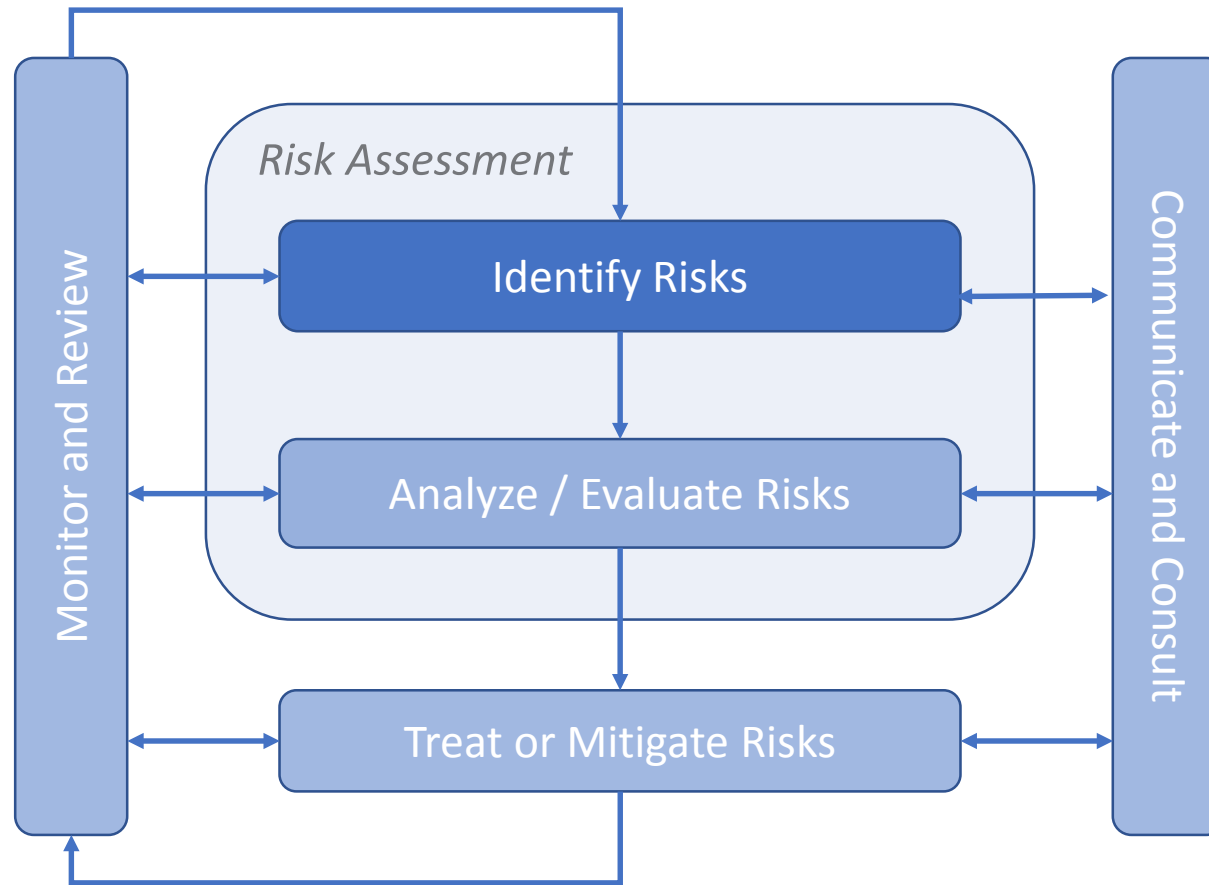 Risk Assessment
Identify Risks
Analyze / Evaluate Risks
Treat or Mitigate Risks
Monitor and Review
Communicate and Consult